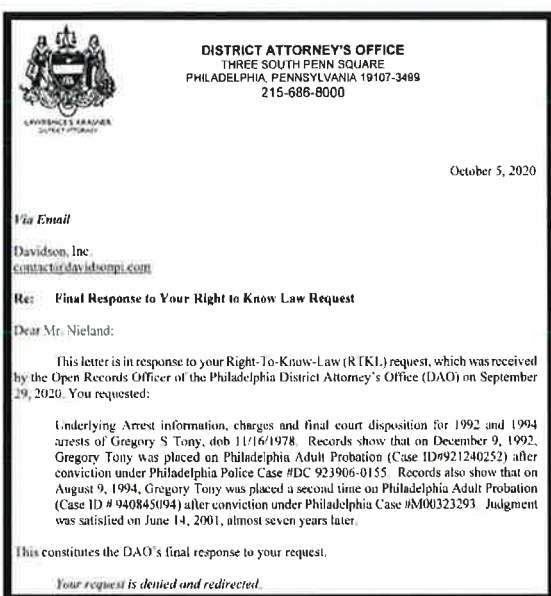 DISTRICT ATTORNEY'S OFFICE
THREE SOUTH PENN SQUARE
PHILADELPHIA, PENNSYLVANIA 19107-3499
215-686-8000
LAWRENCE S. KRASNER
DISTRICT ATTORNEY
October 5, 2020
Via Email
Davidson, Inc.
contact@davidsonpi.com
Re: Final Response to Your Right to Know Law Request
Dear Mr. Nieland:
This letter is in response to your Right-To-Know-Law (RTKL) request, which was received
by the Open Records Officer of the Philadelphia District Attorney's Office (DAO) on September
29, 2020. You requested:
Underlying Arrest information, charges and final court disposition for 1992 and 1994
arrests of Gregory S Tony, dob 11/16/1978. Records show that on December 9, 1992,
Gregory Tony was placed on Philadelphia Adult Probation (Case ID#921240252) after
conviction under Philadelphia Police Case #DC 923906-0155. Records also show that on
August 9, 1994, Gregory Tony was placed a second time on Philadelphia Adult Probation
(Case ID # 940845094) after conviction under Philadelphia Case #M00323293. Judgment
was satisfied on June 14, 2001, almost seven years later.
This constitutes the DAO's final response to your request.
Your request is denied and redirected.